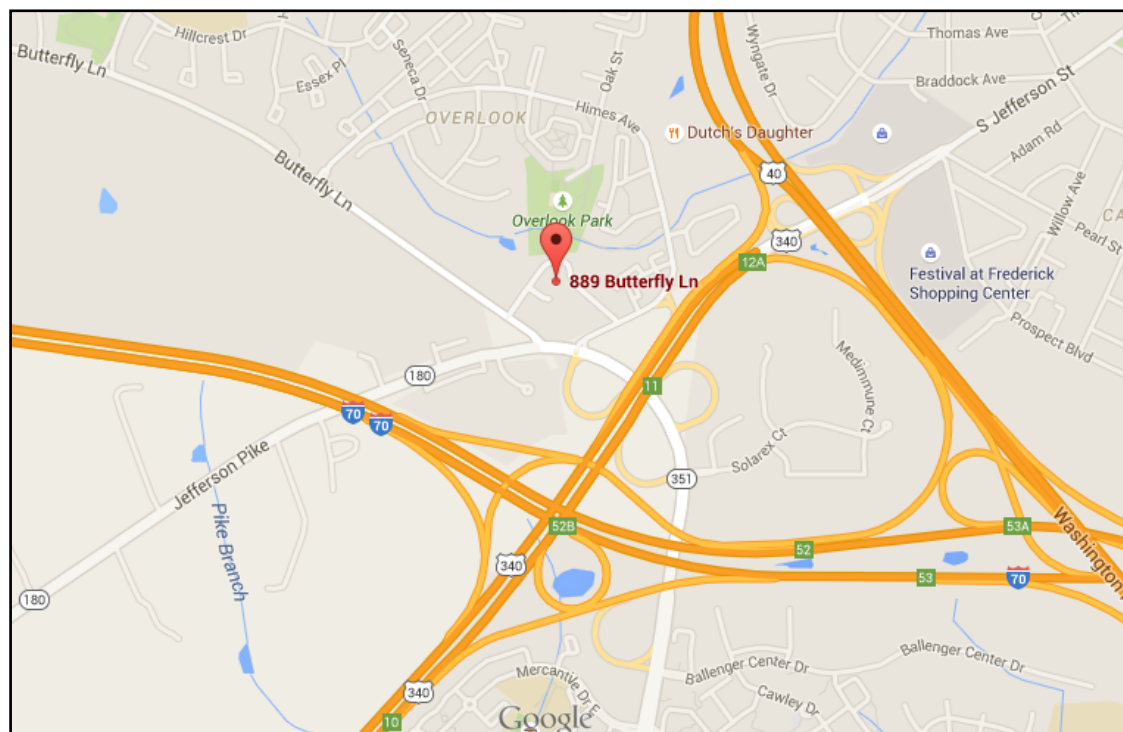 Hillcrest Dr
Butterfly Ln
Essex Pl
Seneca Dr
Oak St
Wyngate Dr
Thomas Ave
Braddock Ave
S Jefferson St
OVERLOOK
Himes Ave
Dutch's Daughter
Adam Rd
Willow Ave
Pearl St
CA
Butterfly Ln
40
Overlook Park
340
12A
889 Butterfly Ln
Festival at Frederick
Shopping Center
Prospect Blvd
Medimmune Ct
180
11
70
70
Solarex Ct
Jefferson Pike
351
Pike Branch
52B
52
53A
Washington
340
53
70
180
Ballenger Center Dr
Ballenger Center Dr
Mercantile Dr E
Cawley Dr
340
10
Google